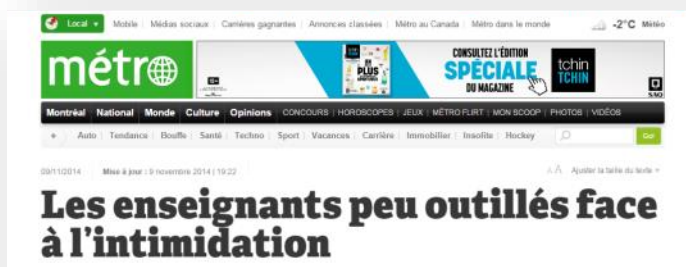 Local ▾ Mobile | Médias sociaux | Carrières gagnantes | Annonces classées | Métro au Canada | Métro dans le monde -2°C Météo
métro
PLUS
CONSULTEZ L'ÉDITION
SPÉCIALE
DU MAGAZINE
tchin
TCHIN
SAQ
Montréal National Monde Culture Opinions CONCOURS | HOROSCOPES | JEUX | MÉTRO FLIRT | MON SCOOP | PHOTOS | VIDÉOS
+ Auto | Tendance | Bouffe | Santé | Techno | Sport | Vacances | Carrière | Immobilier | Insolite | Hockey Go!
09/11/2014 Mise à jour : 9 novembre 2014 | 19:22 AA Ajuster la taille du texte
Les enseignants peu outillés face
à l'intimidation